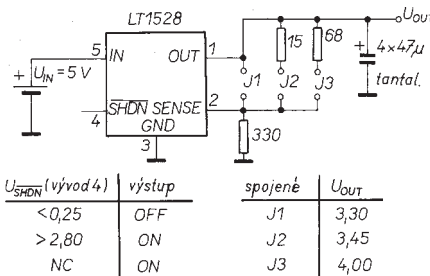 LT1528
U_OUT
5 IN
OUT 1
15
68
4×47µ
tantal.
+ U_IN = 5 V
J1 J2 J3
4 SHDN SENSE 2
GND
3
330
U_SHDN (vývod 4) výstup
<0,25 OFF
>2,80 ON
NC ON
spojené U_OUT
J1 3,30
J2 3,45
J3 4,00